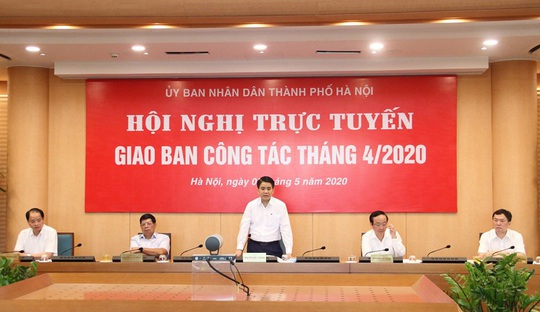 ỦY BAN NHÂN DÂN THÀNH PHỐ HÀ NỘI
HỘI NGHỊ TRỰC TUYẾN
GIAO BAN CÔNG TÁC THÁNG 4/2020
Hà Nội, ngày 5 năm 2020